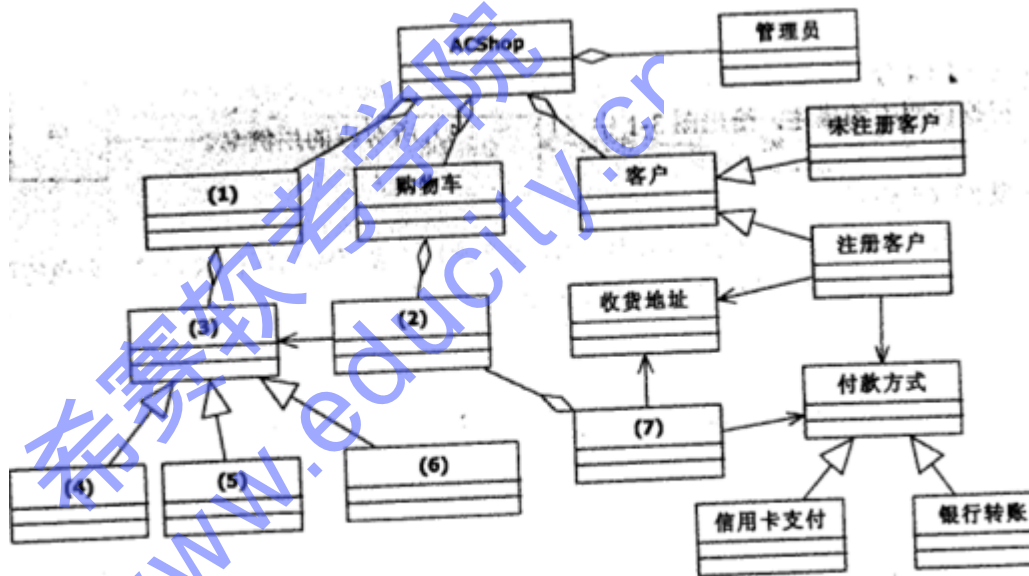 ACShop
管理员
未注册客户
(1)
购物车
客户
注册客户
收货地址
(3)
(2)
付款方式
(7)
(4)
(5)
(6)
信用卡支付
银行转账
希赛软考学院
www.educity.cn